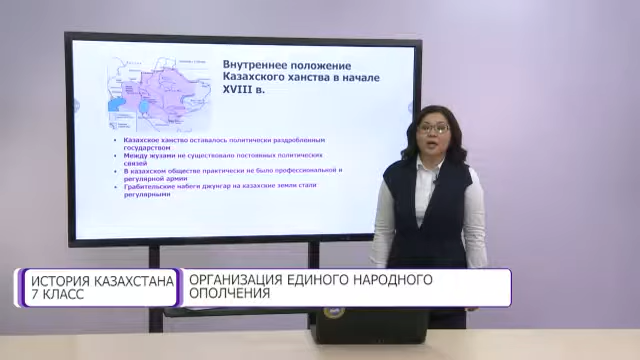 Внутреннее положение
Казахского ханства в начале
XVIII в.
Казахское ханство оставалось политически раздробленным
государством
Между жузами не существовало постоянных политических
связей
В казахском обществе практически не было профессиональной и
регулярной армии
Грабительские набеги джунгар на казахские земли стали
регулярными
ИСТОРИЯ КАЗАХСТАНА
7 КЛАСС
ОРГАНИЗАЦИЯ ЕДИНОГО НАРОДНОГО
ОПОЛЧЕНИЯ